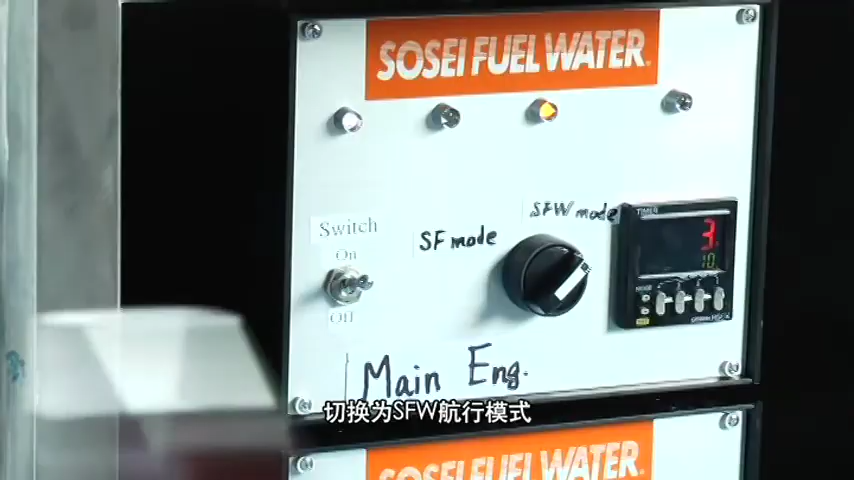 SOSEI FUEL WATER
SFW mode
TIMER
Switch
SF mode
3
10
On
Off
Main Eng.
切换为SFW航行模式
SOSEI FUEL WATER